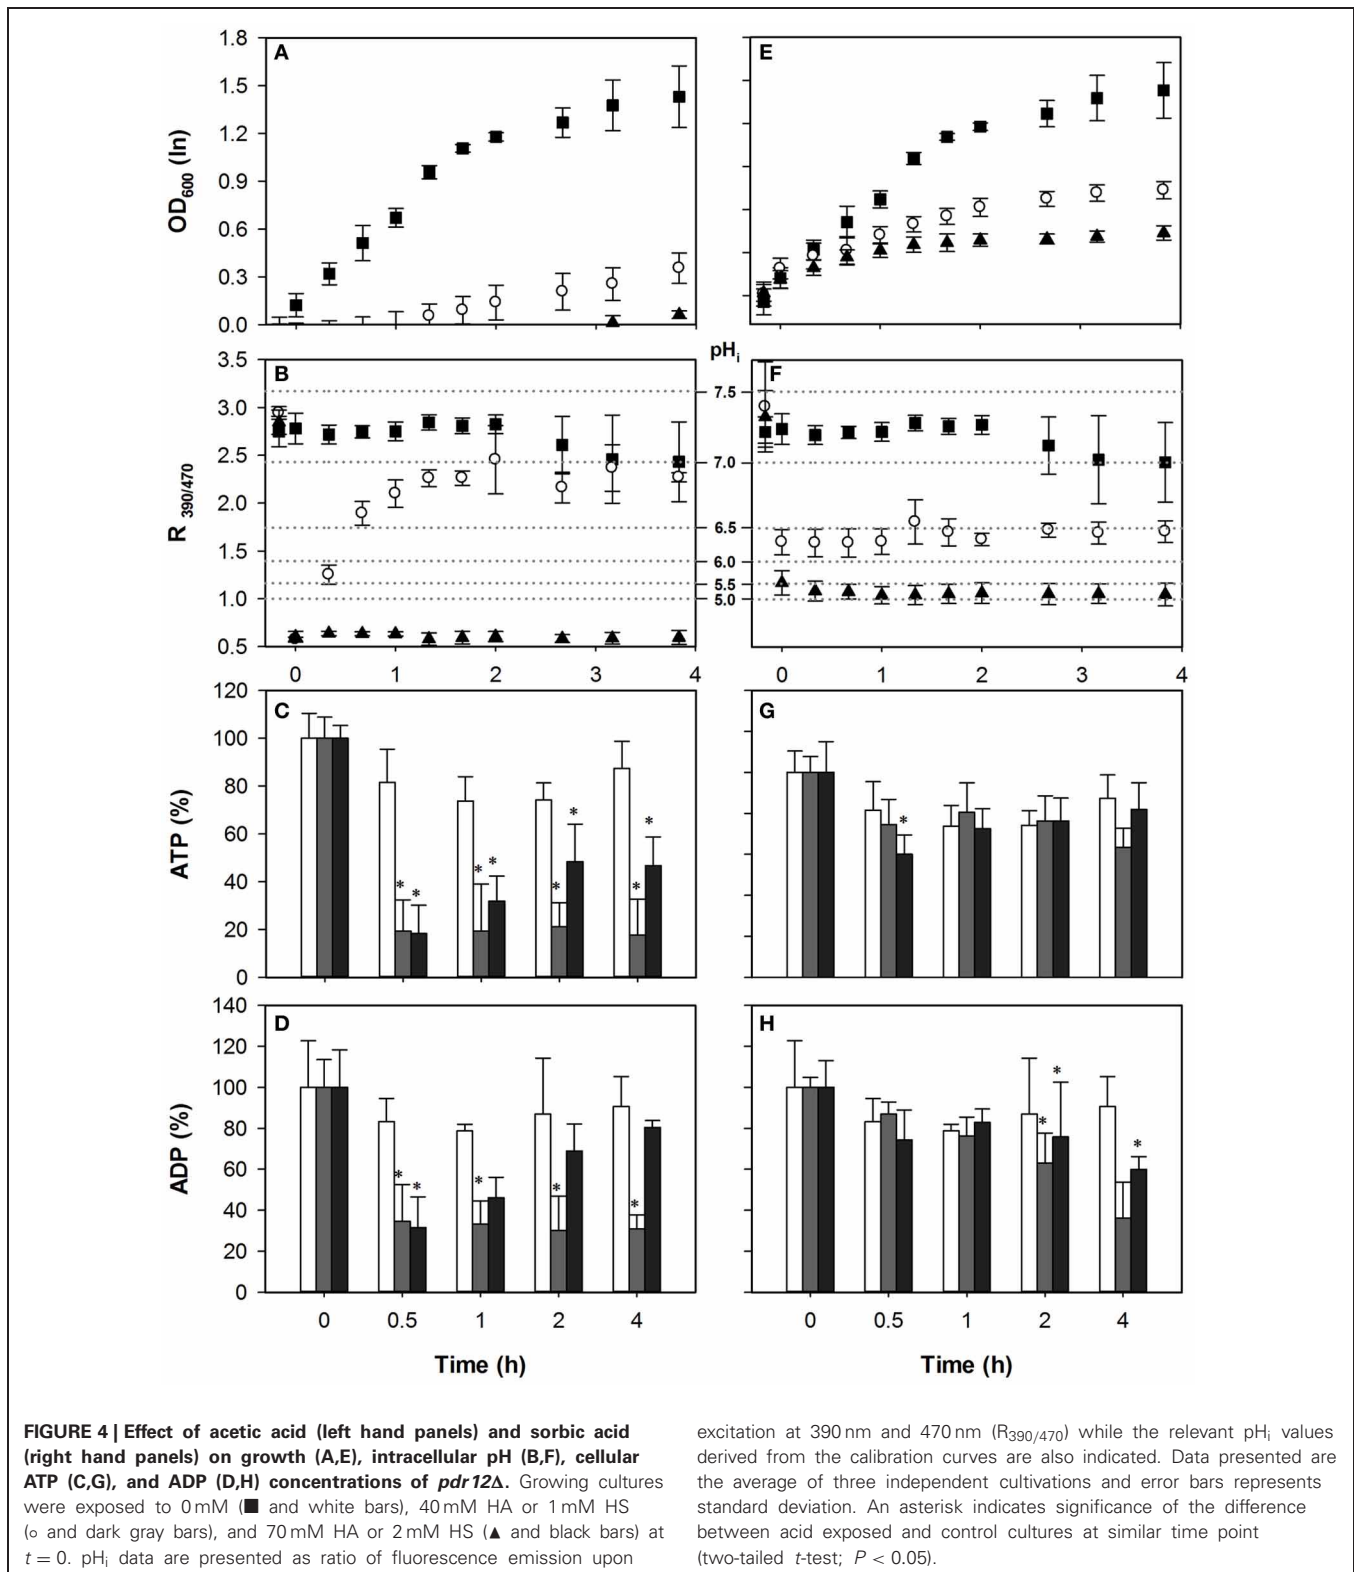 A
E
1.8
1.5
1.2
0.9
0.6
0.3
0.0
OD600 (ln)
B
pHi
F
3.5
3.0
2.5
2.0
1.5
1.0
0.5
R 390/470
7.5
7.0
6.5
6.0
5.5
5.0
0 1 2 3 4
0 1 2 3 4
C
G
120
100
80
60
40
20
0
ATP (%)
* * * * * * * *
*
D
H
140
120
100
80
60
40
20
0
ADP (%)
* * * * *
* * *
0 0.5 1 2 4
0 0.5 1 2 4
Time (h)
Time (h)
FIGURE 4 | Effect of acetic acid (left hand panels) and sorbic acid
(right hand panels) on growth (A,E), intracellular pH (B,F), cellular
ATP (C,G), and ADP (D,H) concentrations of pdr12Δ. Growing cultures
were exposed to 0 mM (■ and white bars), 40 mM HA or 1 mM HS
(○ and dark gray bars), and 70 mM HA or 2 mM HS (▲ and black bars) at
t = 0. pHi data are presented as ratio of fluorescence emission upon
excitation at 390 nm and 470 nm (R390/470) while the relevant pHi values
derived from the calibration curves are also indicated. Data presented are
the average of three independent cultivations and error bars represents
standard deviation. An asterisk indicates significance of the difference
between acid exposed and control cultures at similar time point
(two-tailed t-test; P < 0.05).